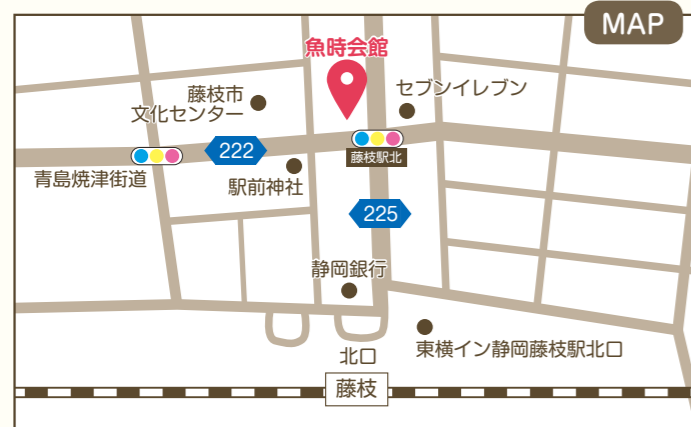 MAP
魚時会館
セブンイレブン
藤枝市
文化センター
222
藤枝駅北
青島焼津街道
駅前神社
225
静岡銀行
北口
東横イン静岡藤枝駅北口
藤枝